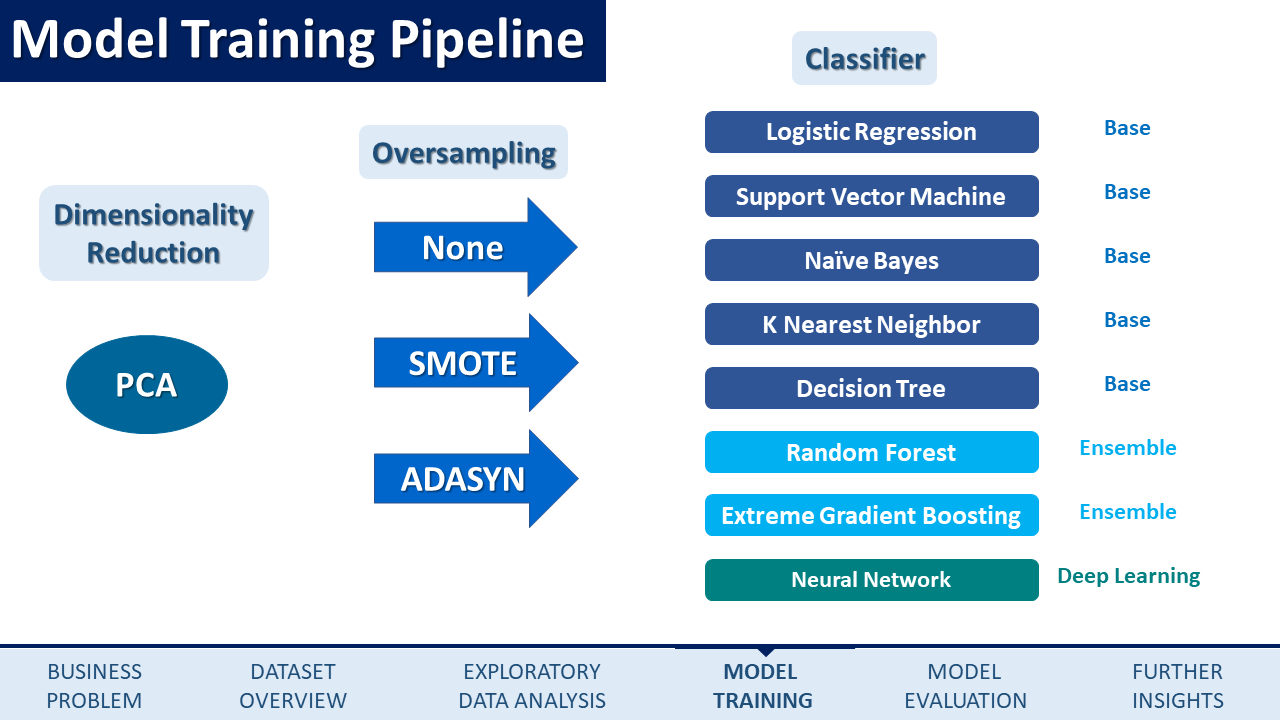 Model Training Pipeline
Dimensionality
Reduction
PCA
Oversampling
None
SMOTE
ADASYN
Classifier
Logistic Regression Base
Support Vector Machine Base
Naïve Bayes Base
K Nearest Neighbor Base
Decision Tree Base
Random Forest Ensemble
Extreme Gradient Boosting Ensemble
Neural Network Deep Learning
BUSINESS
PROBLEM
DATASET
OVERVIEW
EXPLORATORY
DATA ANALYSIS
MODEL
TRAINING
MODEL
EVALUATION
FURTHER
INSIGHTS